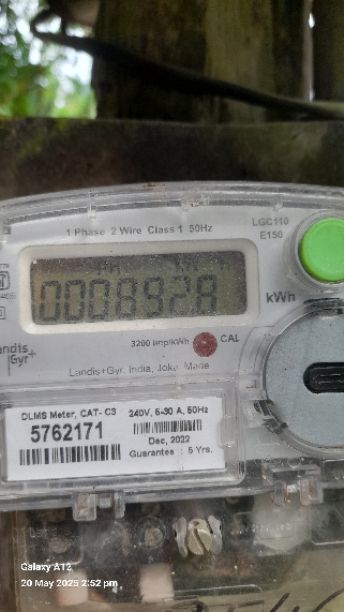 1 Phase 2 Wire Class 1 50Hz
LGC110
E150
kWh
3200 imp/kWh
CAL
Landis
Gyr+
Landis+Gyr, India, Joka Made
DLMS Meter, CAT- C3
240V, 5-30 A, 50Hz
5762171
Dec, 2022
Guarantee : 5 Yrs.
Galaxy A12
20 May 2025 2:52 pm